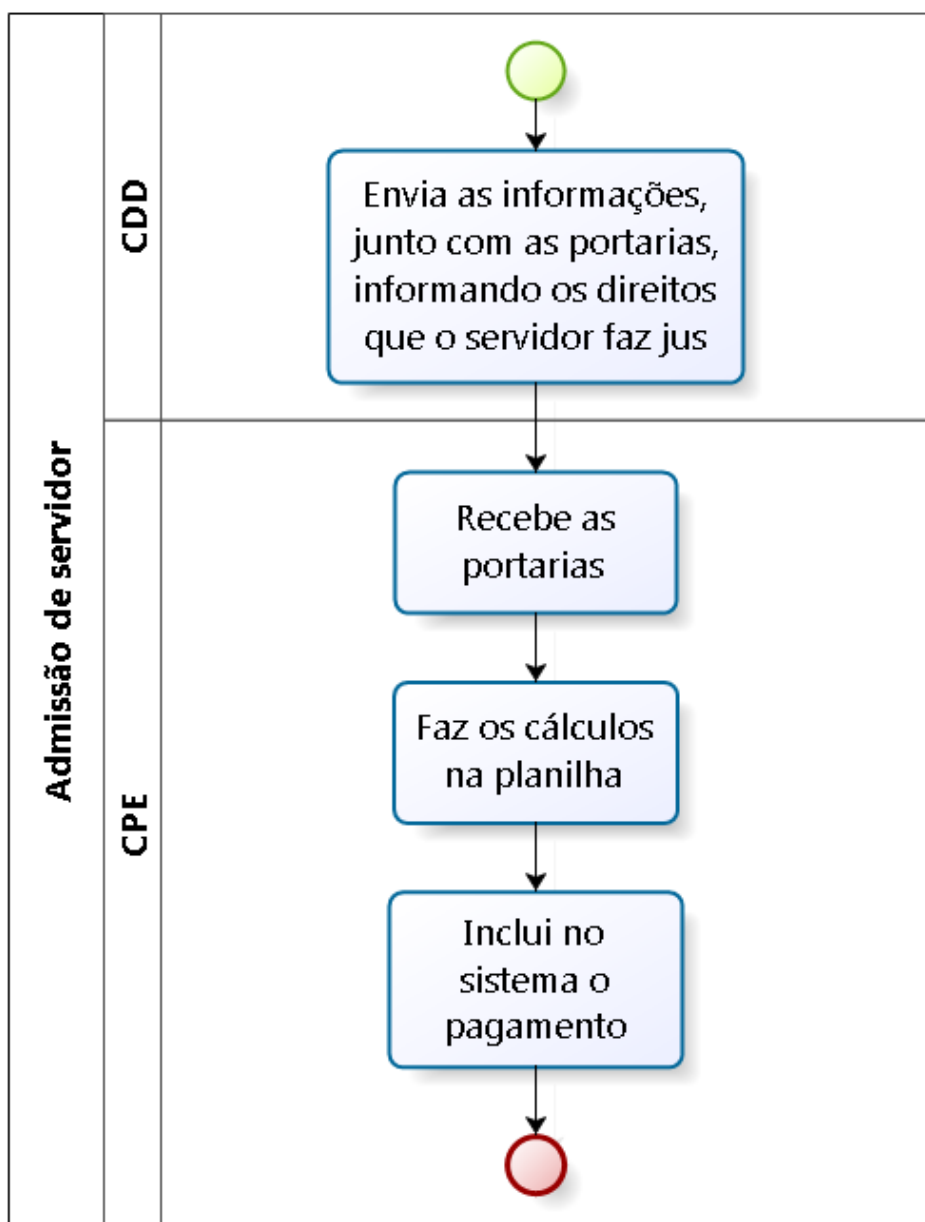 Admissão de servidor
CDD
Envia as informações,
junto com as portarias,
informando os direitos
que o servidor faz jus
CPE
Recebe as
portarias
Faz os cálculos
na planilha
Inclui no
sistema o
pagamento